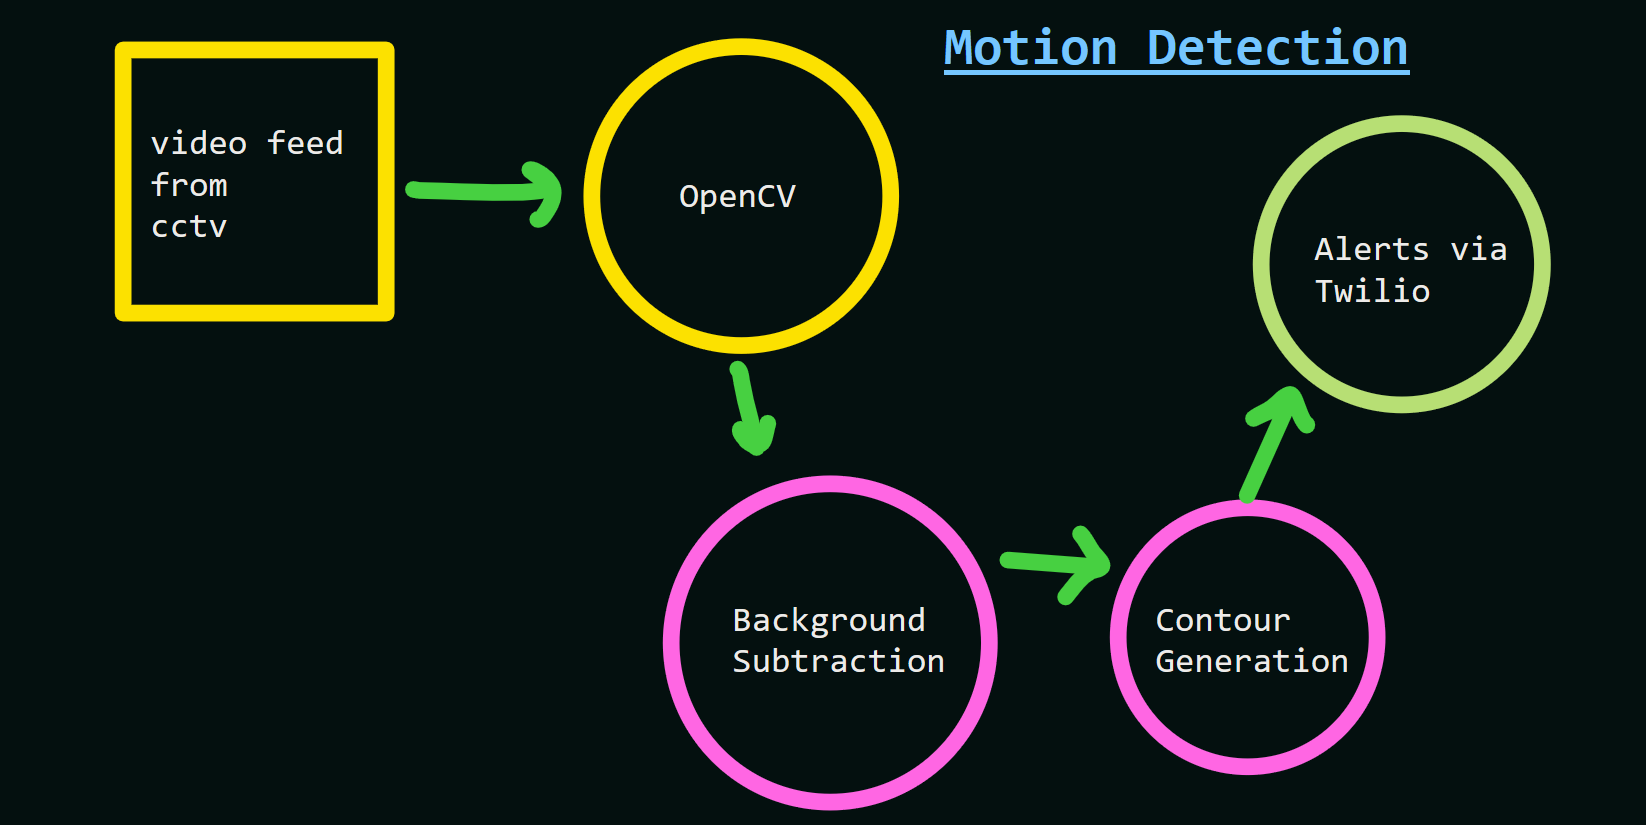 Motion Detection
video feed
from
cctv
OpenCV
Background
Subtraction
Contour
Generation
Alerts via
Twilio